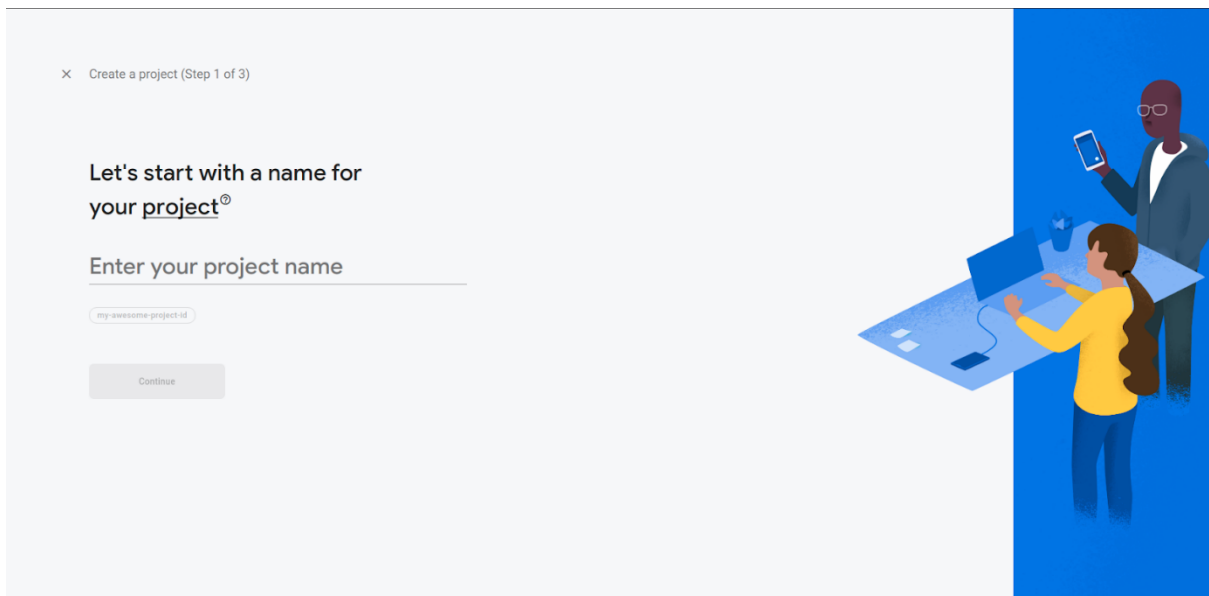 Create a project (Step 1 of 3)
Let's start with a name for
your project
Enter your project name
my-awesome-project-id
Continue